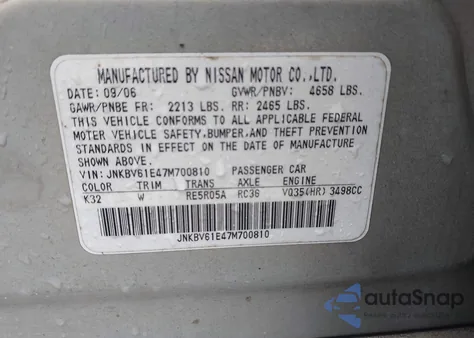 MANUFACTURED BY NISSAN MOTOR CO.,LTD.
DATE: 09/06 GVWR/PNBV: 4658 LBS.
GAWR/PNBE FR: 2213 LBS. RR: 2465 LBS.
THIS VEHICLE CONFORMS TO ALL APPLICABLE FEDERAL
MOTOR VEHICLE SAFETY,BUMPER,AND THEFT PREVENTION
STANDARDS IN EFFECT ON THE DATE OF MANUFACTURE
SHOWN ABOVE.
VIN: JNKBV61E47M700810 PASSENGER CAR
COLOR TRIM TRANS AXLE ENGINE
K32 W RE5R05A RC36 VQ35(HR) 3498CC
JNKBV61E47M700810
autoSnap